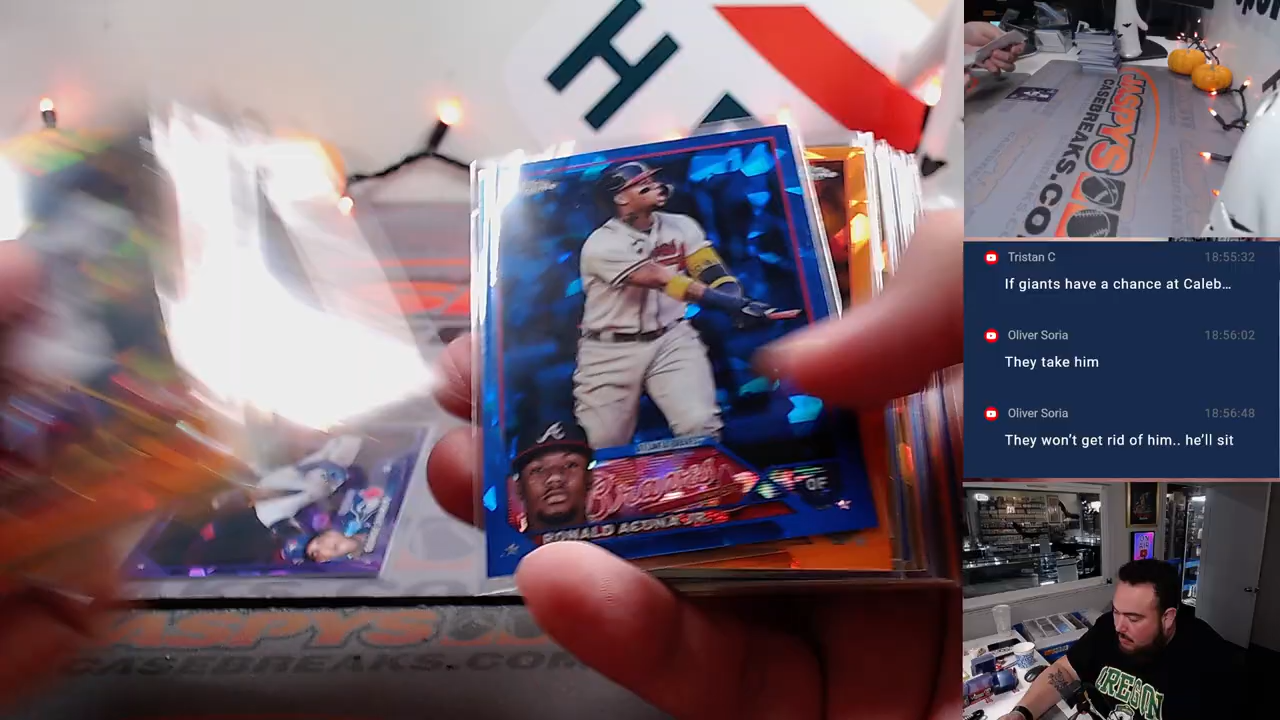 H
Braves
OF
RONALD ACUÑA JR.
JASPYS
CASEBREAKS.COM
JASPYS
CASEBREAKS.CO
Tristan C 18:55:32
If giants have a chance at Caleb...
Oliver Soria 18:56:02
They take him
Oliver Soria 18:56:48
They won't get rid of him.. he'll sit
OREGON